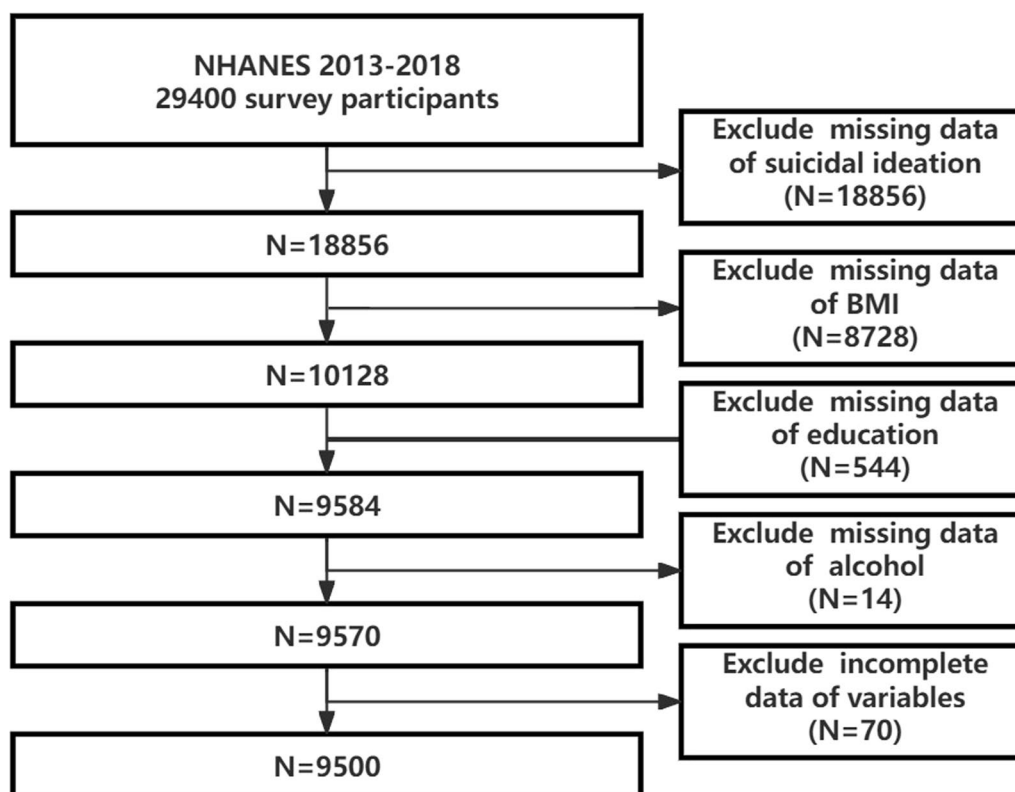 NHANES 2013-2018
29400 survey participants
Exclude missing data
of suicidal ideation
(N=18856)
N=18856
Exclude missing data
of BMI
(N=8728)
N=10128
Exclude missing data
of education
(N=544)
N=9584
Exclude missing data
of alcohol
(N=14)
N=9570
Exclude incomplete
data of variables
(N=70)
N=9500